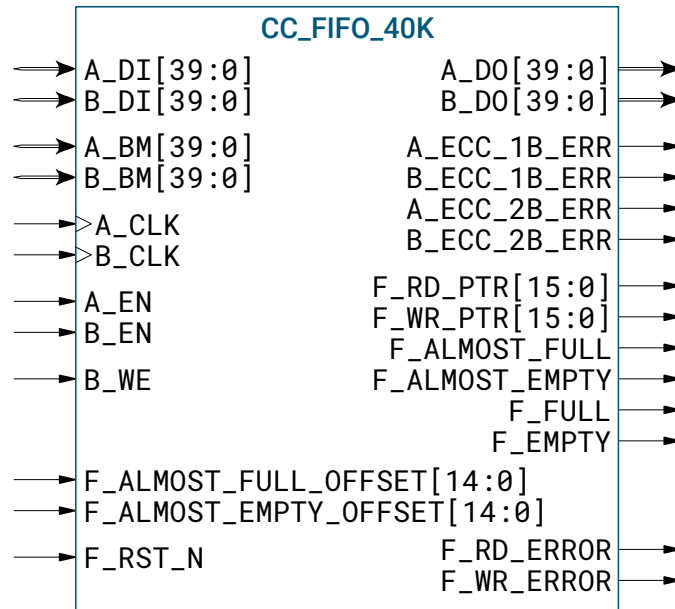 CC_FIFO_40K
A_DI[39:0]
B_DI[39:0]
A_BM[39:0]
B_BM[39:0]
A_CLK
B_CLK
A_EN
B_EN
B_WE
F_ALMOST_FULL_OFFSET[14:0]
F_ALMOST_EMPTY_OFFSET[14:0]
F_RST_N
A_DO[39:0]
B_DO[39:0]
A_ECC_1B_ERR
B_ECC_1B_ERR
A_ECC_2B_ERR
B_ECC_2B_ERR
F_RD_PTR[15:0]
F_WR_PTR[15:0]
F_ALMOST_FULL
F_ALMOST_EMPTY
F_FULL
F_EMPTY
F_RD_ERROR
F_WR_ERROR